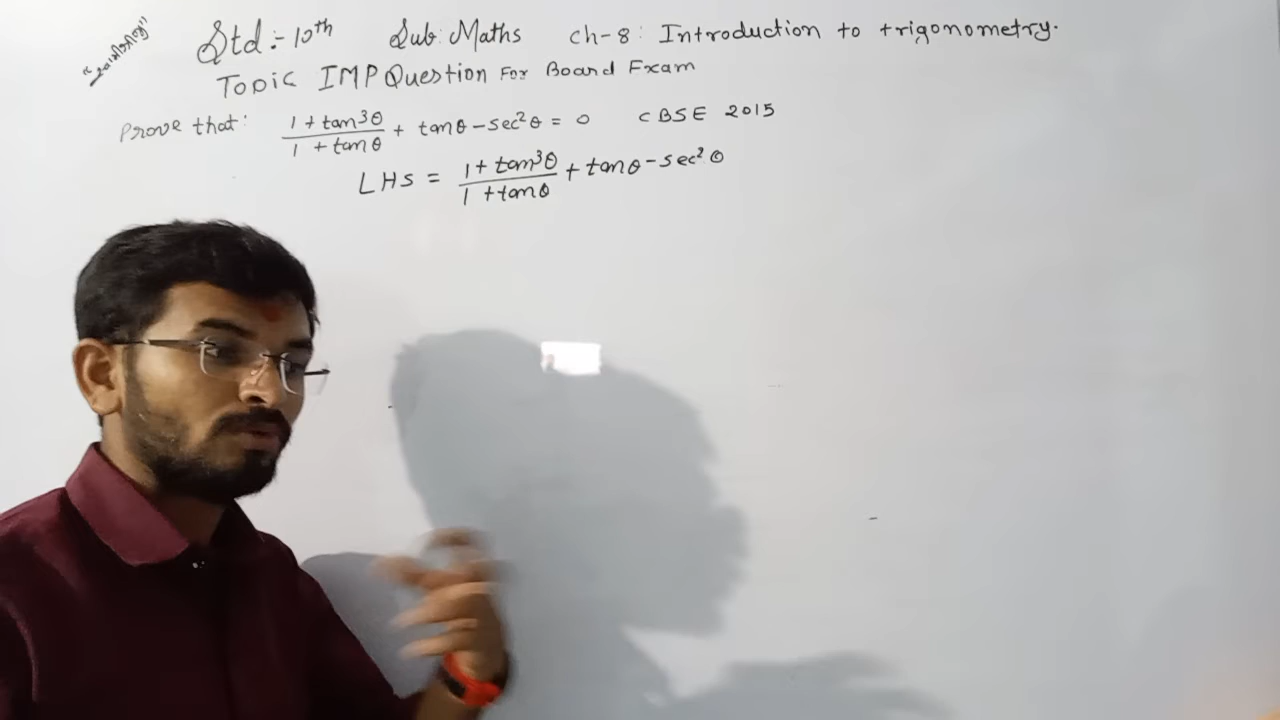 Std :- 10th Sub: Maths ch-8: Introduction to trigonometry.
Topic IMP Question For Board Exam
Prove that: (1 + tan³θ)/(1 + tanθ) + tanθ - sec²θ = 0 CBSE 2015
LHS = (1 + tan³θ)/(1 + tanθ) + tanθ - sec²θ